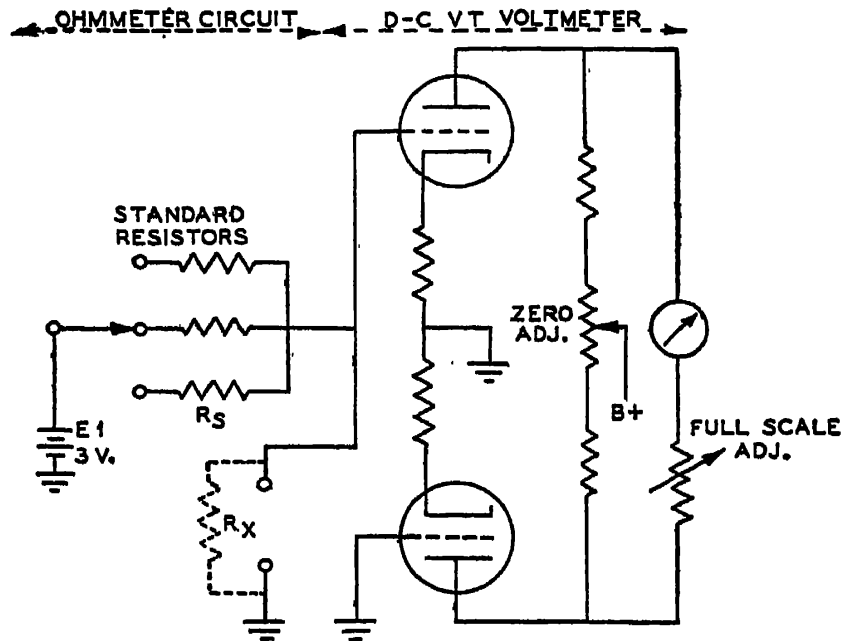 OHMMETER CIRCUIT
D-C VT VOLTMETER
STANDARD
RESISTORS
ZERO
ADJ.
B+
RS
E1
3 V.
FULL SCALE
ADJ.
RX